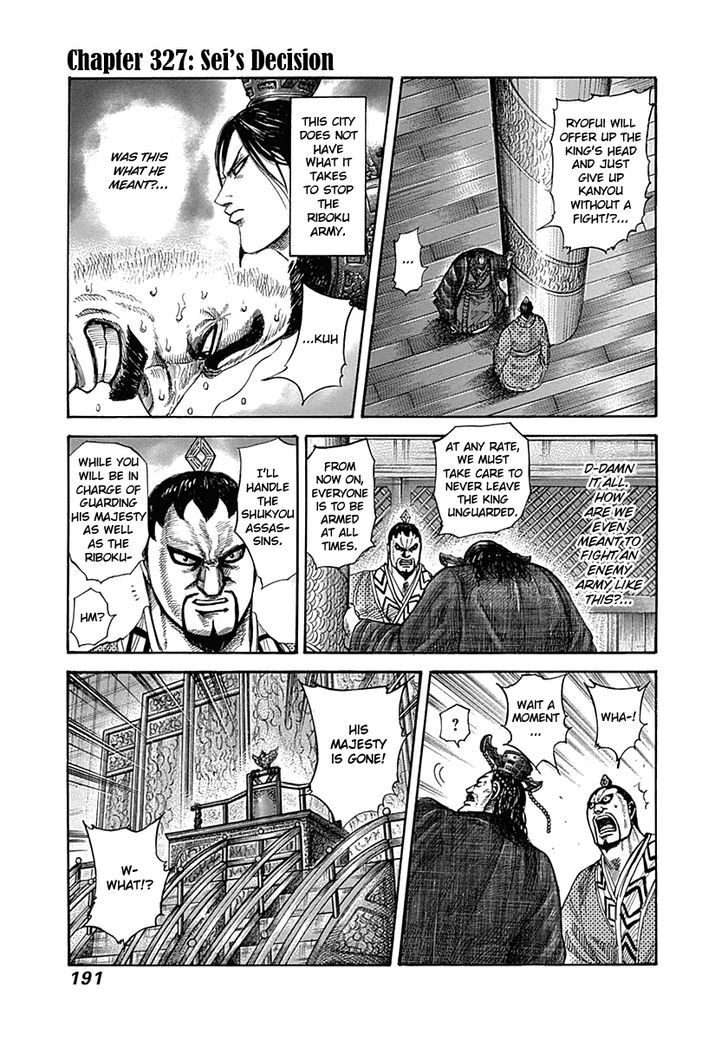 Chapter 327: Sei's Decision
RYOFUI WILL
OFFER UP THE
KING'S HEAD
AND JUST
GIVE UP
KANYOU
WITHOUT A
FIGHT!?...
...
THIS CITY
DOES NOT
HAVE
WHAT IT
TAKES
TO STOP
THE
RIBOKU
ARMY.
WAS THIS
WHAT HE
MEANT?...
...KUH
D-DAMN
IT ALL.
HOW
ARE WE
EVEN
MEANT TO
FIGHT AN
ENEMY
ARMY LIKE
THIS?...
AT ANY RATE,
WE MUST
TAKE CARE TO
NEVER LEAVE
THE KING
UNGUARDED.
FROM
NOW ON,
EVERYONE
IS TO BE
ARMED
AT ALL
TIMES.
I'LL
HANDLE
THE
SHUKYOU
ASSAS-
SINS.
WHILE YOU
WILL BE IN
CHARGE OF
GUARDING
HIS MAJESTY
AS WELL
AS THE
RIBOKU-
HM?
WHA-!
WAIT A
MOMENT
...
?
HIS
MAJESTY
IS GONE!
W-
WHAT!?
191